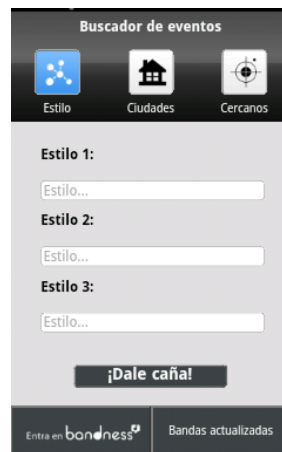 Buscador de eventos
Estilo Ciudades Cercanos
Estilo 1:
Estilo...
Estilo 2:
Estilo...
Estilo 3:
Estilo...
¡Dale caña!
Entra en bandness Bandas actualizadas